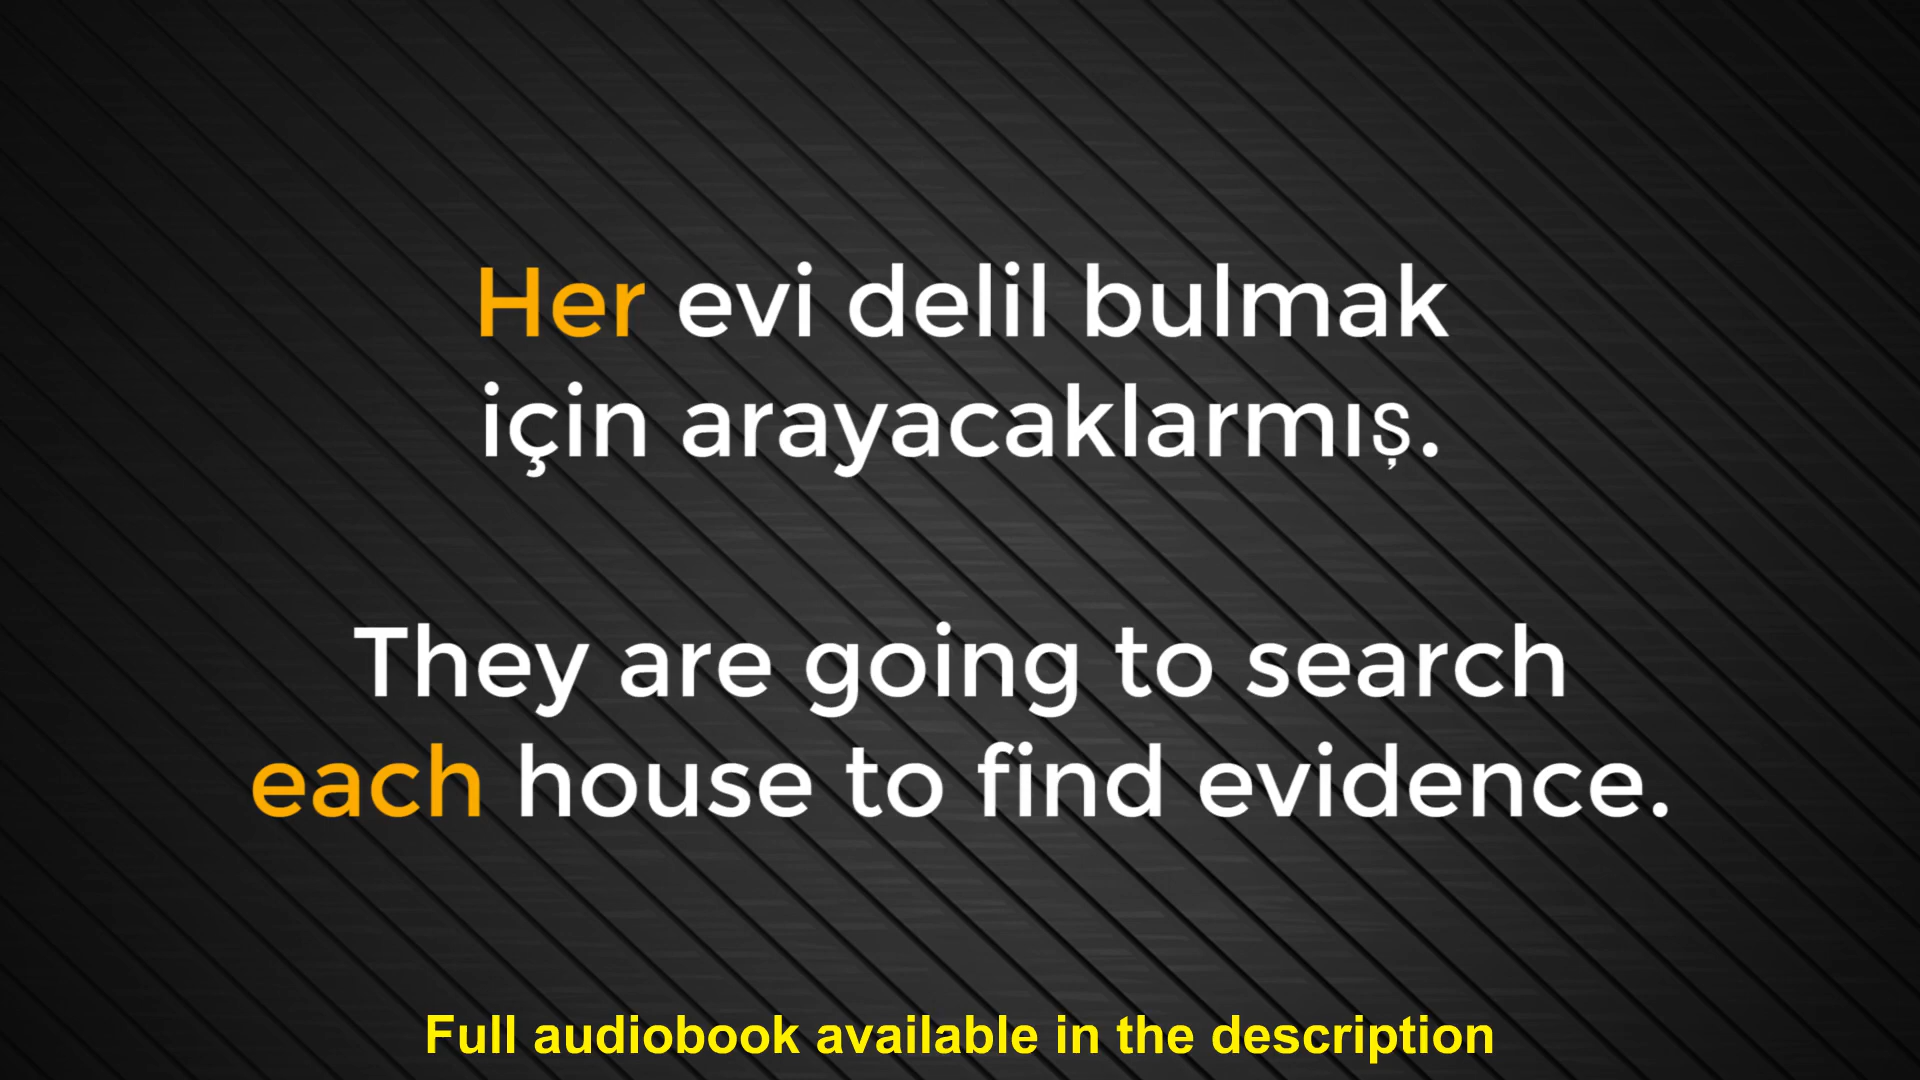 Her evi delil bulmak
için arayacaklarmış.
They are going to search
each house to find evidence.
Full audiobook available in the description